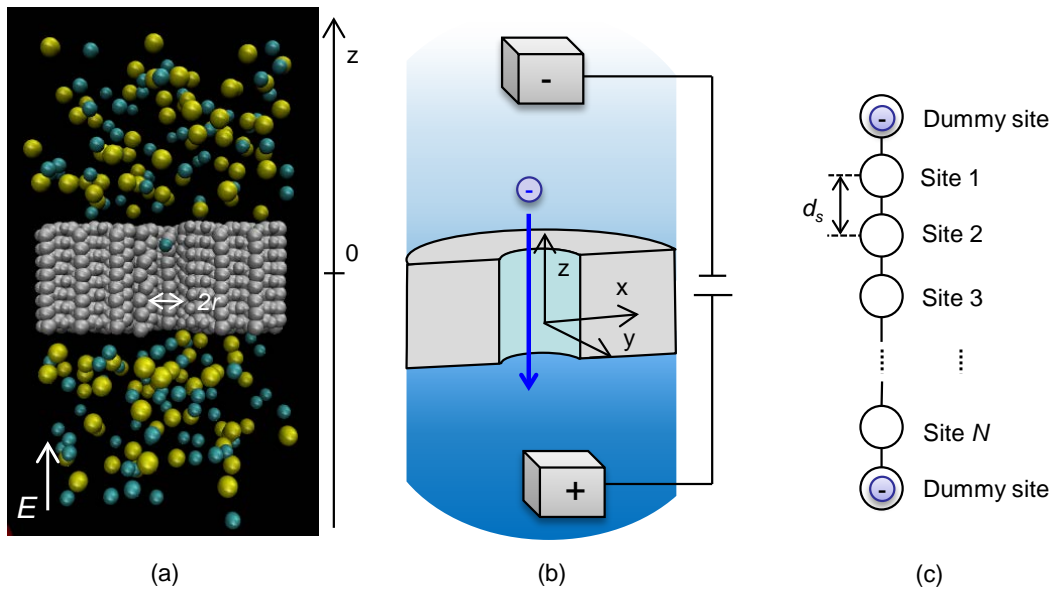 z
0
2r
E
(a)
-
-
z
x
y
+
(b)
-
Dummy site
Site 1
d_s
Site 2
Site 3
Site N
-
Dummy site
(c)